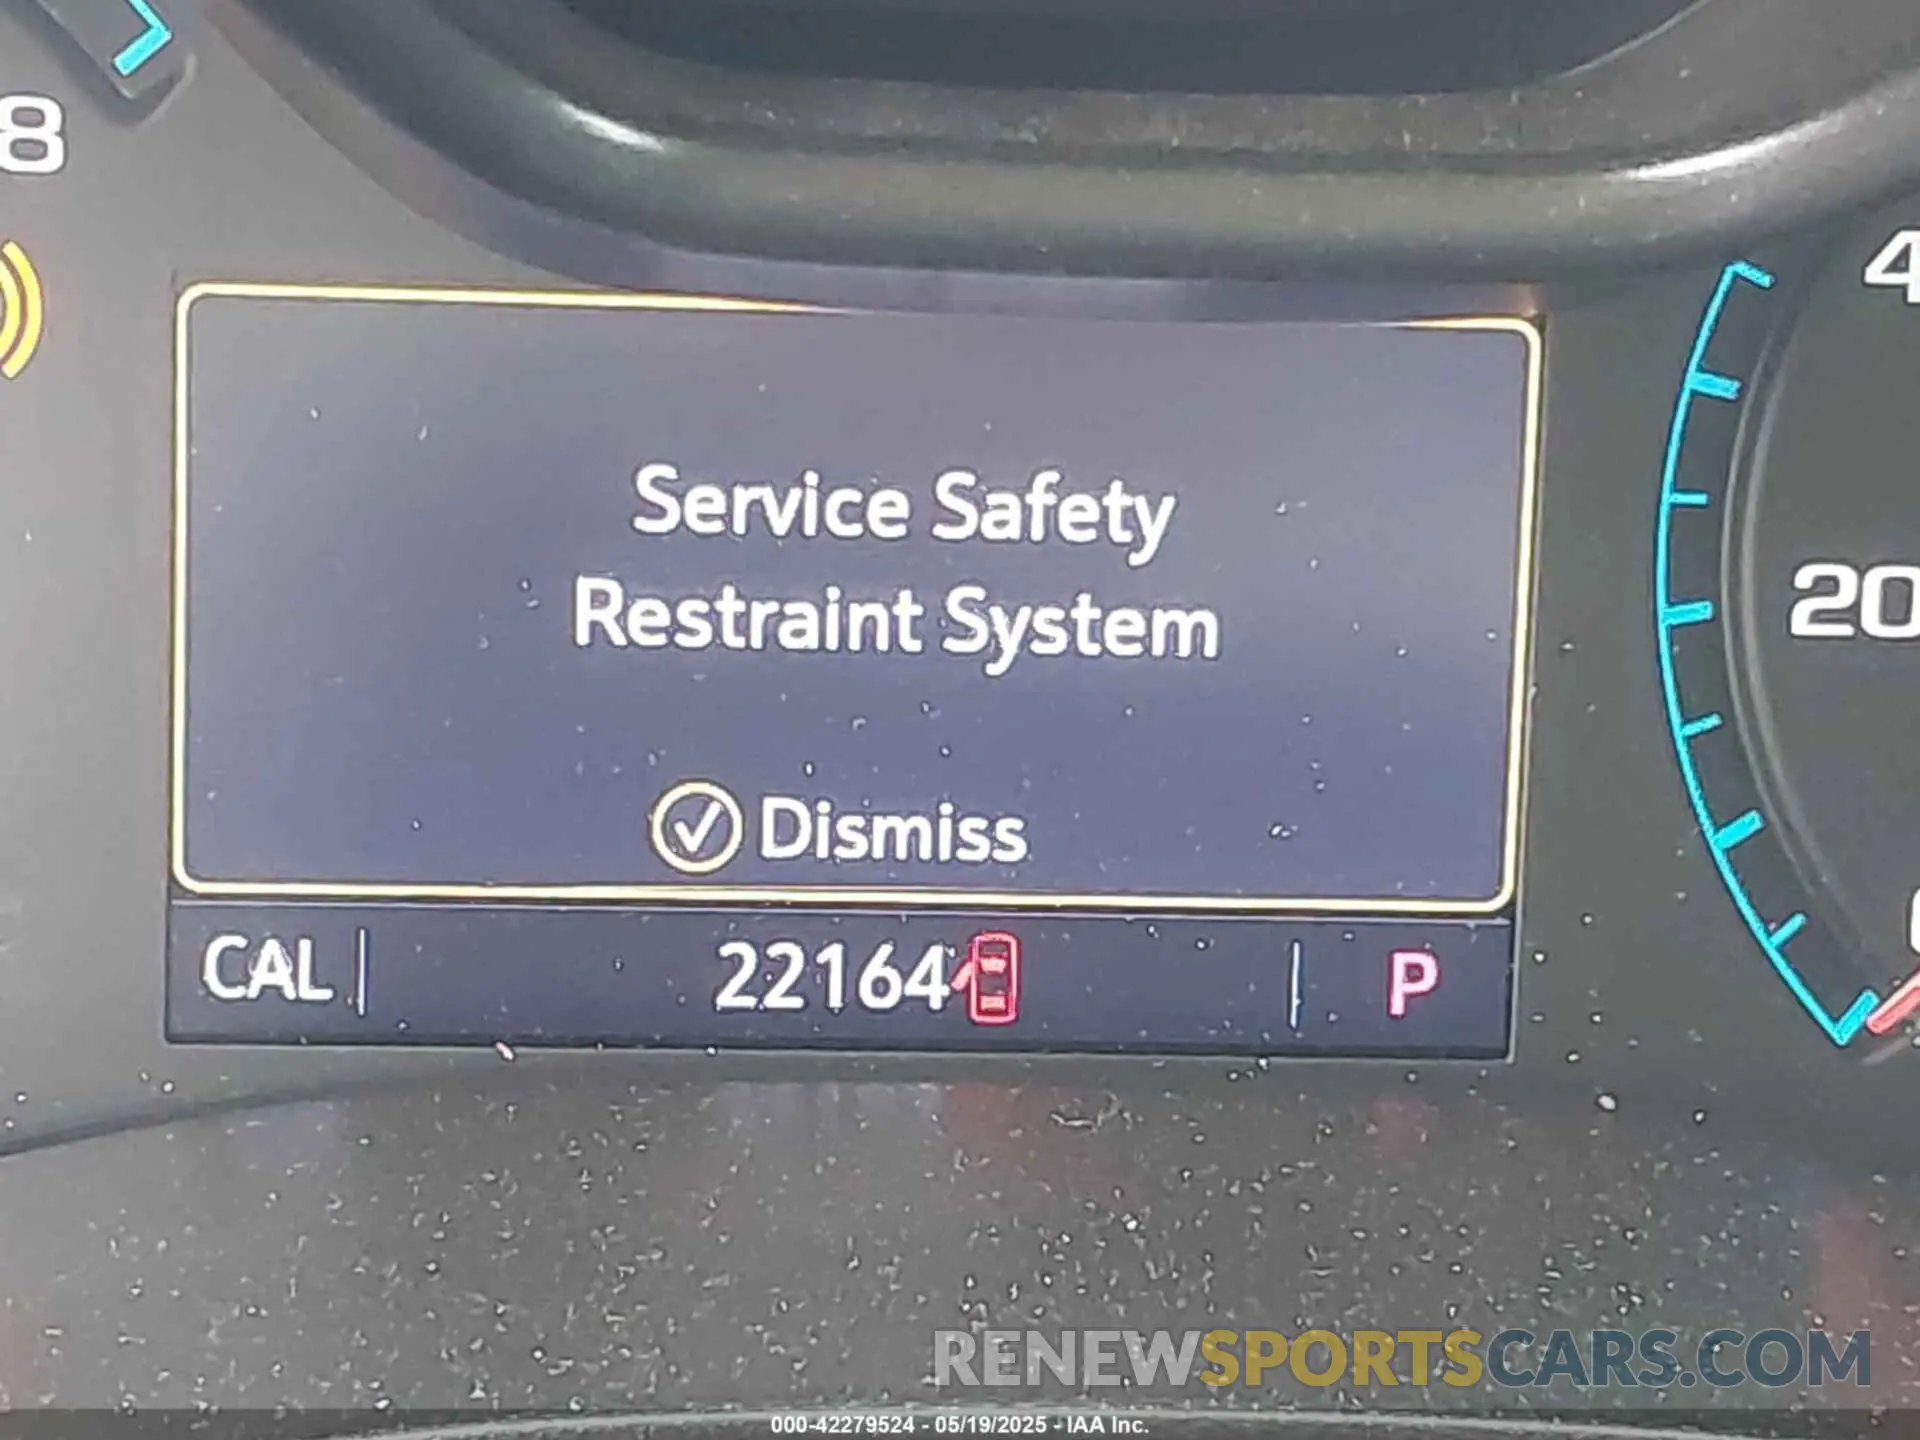 8
4
20
Service Safety
Restraint System
Dismiss
CAL
22164
P
RENEWSPORTSCARS.COM
000-42279524 - 05/19/2025 - IAA Inc.